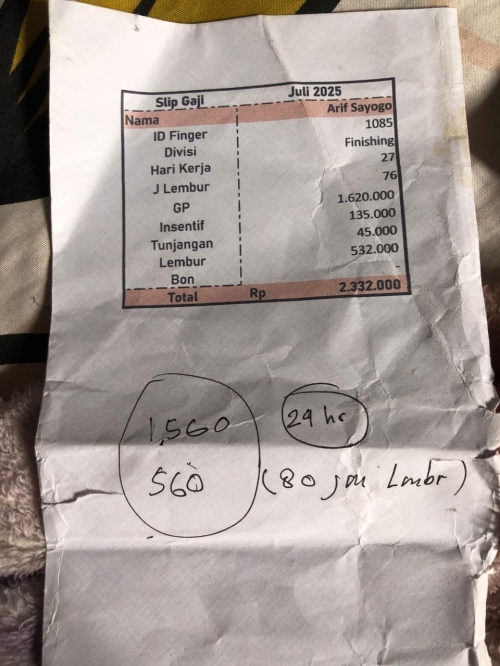 Slip Gaji Juli 2025
Nama Arif Sayogo
ID Finger 1085
Divisi Finishing
Hari Kerja 27
J Lembur 76
GP 1.620.000
Insentif 135.000
Tunjangan 45.000
Lembur 532.000
Bon -
Total Rp 2.332.000
1,560 29 hr
560 (80 jam Lmbr)